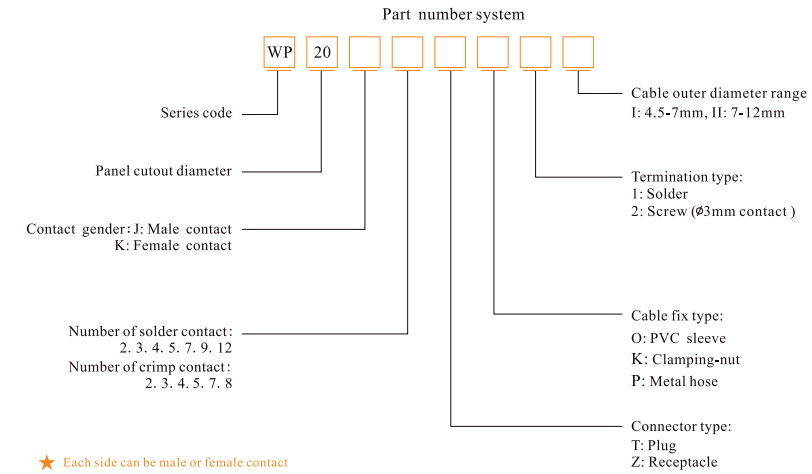 Part number system
WP 20
Series code
Panel cutout diameter
Contact gender: J: Male contact
K: Female contact
Number of solder contact:
2. 3. 4. 5. 7. 9. 12
Number of crimp contact:
2. 3. 4. 5. 7. 8
★ Each side can be male or female contact
Cable outer diameter range
I: 4.5-7mm, II: 7-12mm
Termination type:
1: Solder
2: Screw (Ø3mm contact )
Cable fix type:
O: PVC sleeve
K: Clamping-nut
P: Metal hose
Connector type:
T: Plug
Z: Receptacle